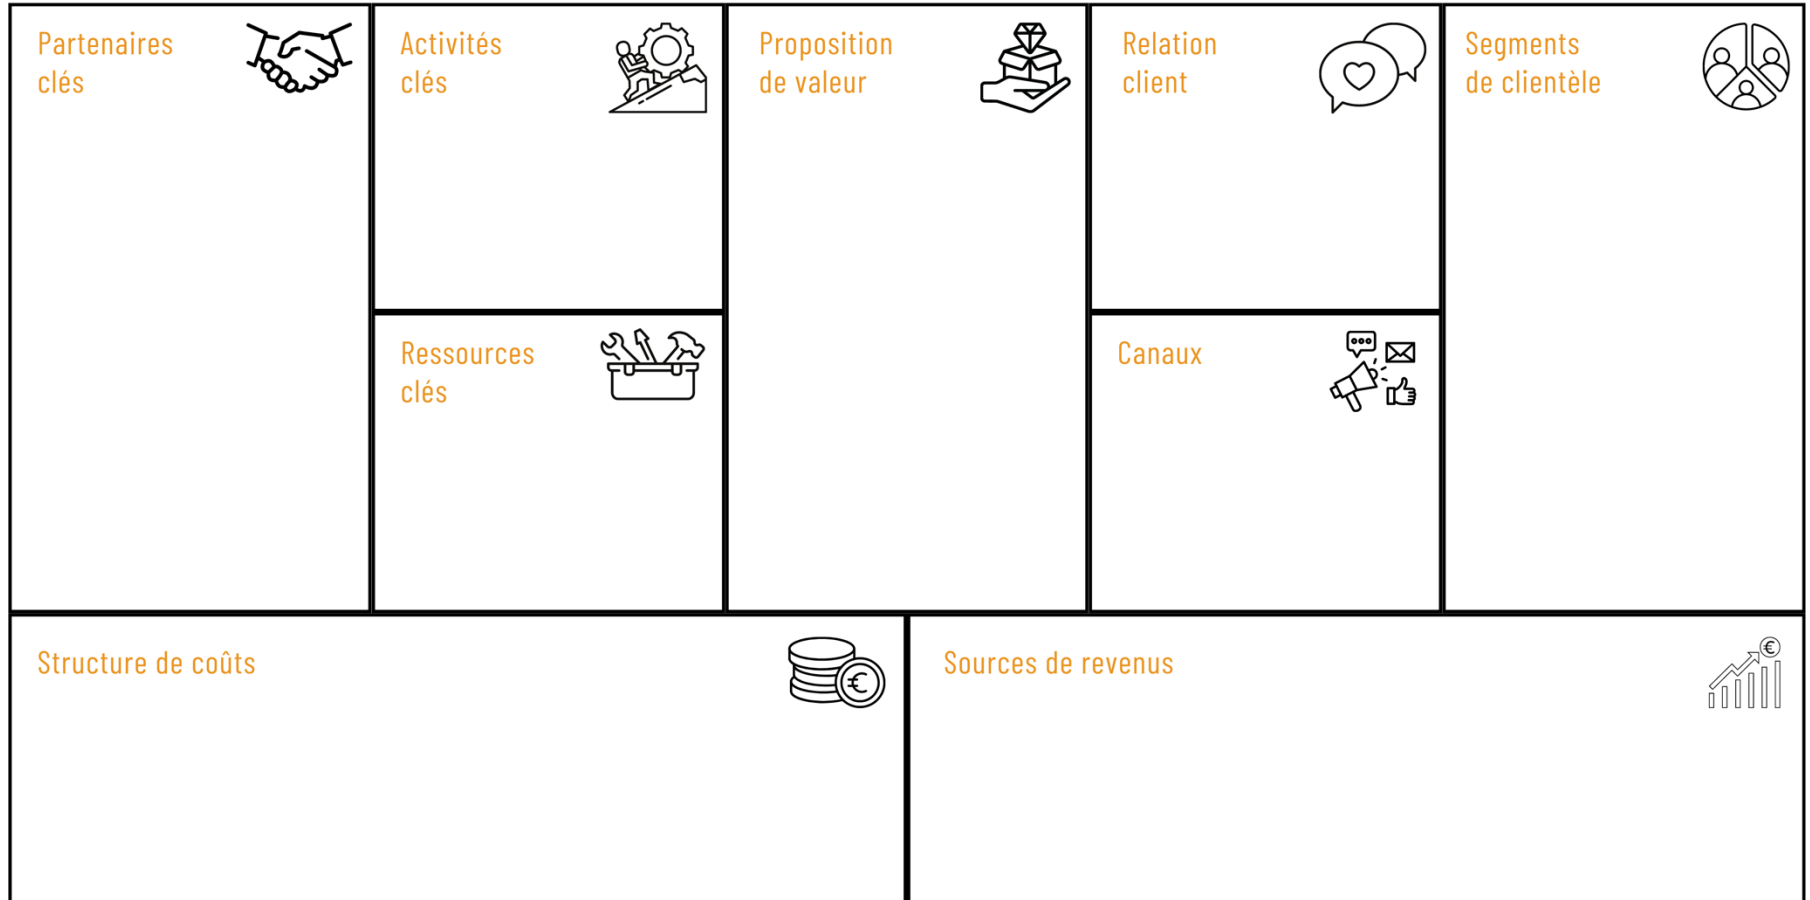 Partenaires
clés
Activités
clés
Proposition
de valeur
Relation
client
Segments
de clientèle
Ressources
clés
Canaux
Structure de coûts
€
Sources de revenus
€